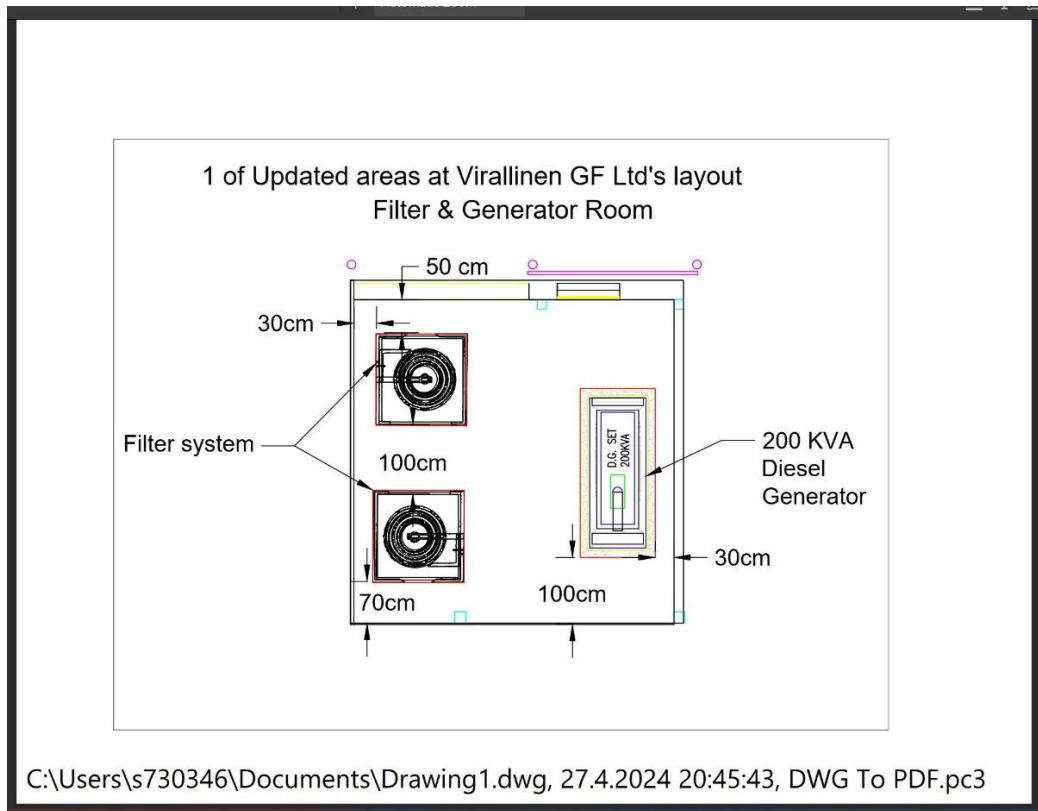 1 of Updated areas at Virallinen GF Ltd's layout
Filter & Generator Room
50 cm
30cm
Filter system
100cm
D.G. SET
200KVA
200 KVA
Diesel
Generator
30cm
70cm
100cm
C:\Users\s730346\Documents\Drawing1.dwg, 27.4.2024 20:45:43, DWG To PDF.pc3